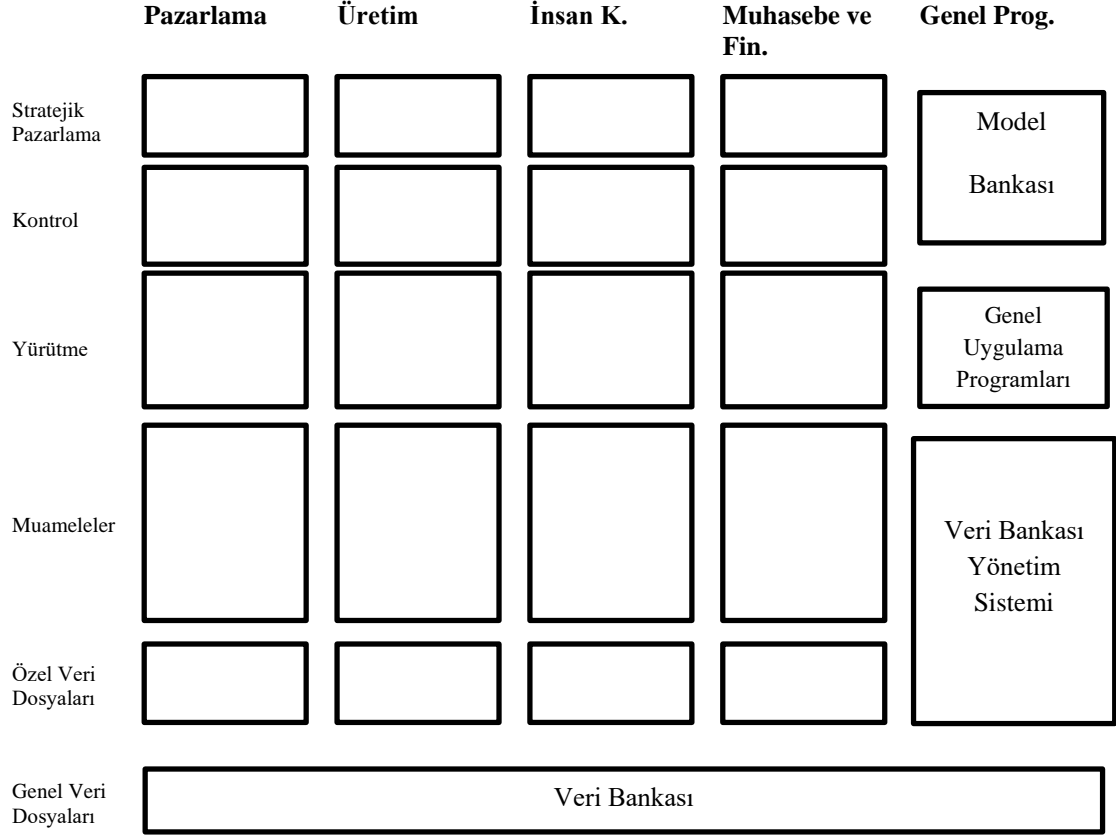 Pazarlama Üretim İnsan K. Muhasebe ve Genel Prog.
Fin.
Stratejik
Pazarlama
Model
Bankası
Kontrol
Yürütme
Genel
Uygulama
Programları
Muameleler
Veri Bankası
Yönetim
Sistemi
Özel Veri
Dosyaları
Genel Veri
Dosyaları
Veri Bankası